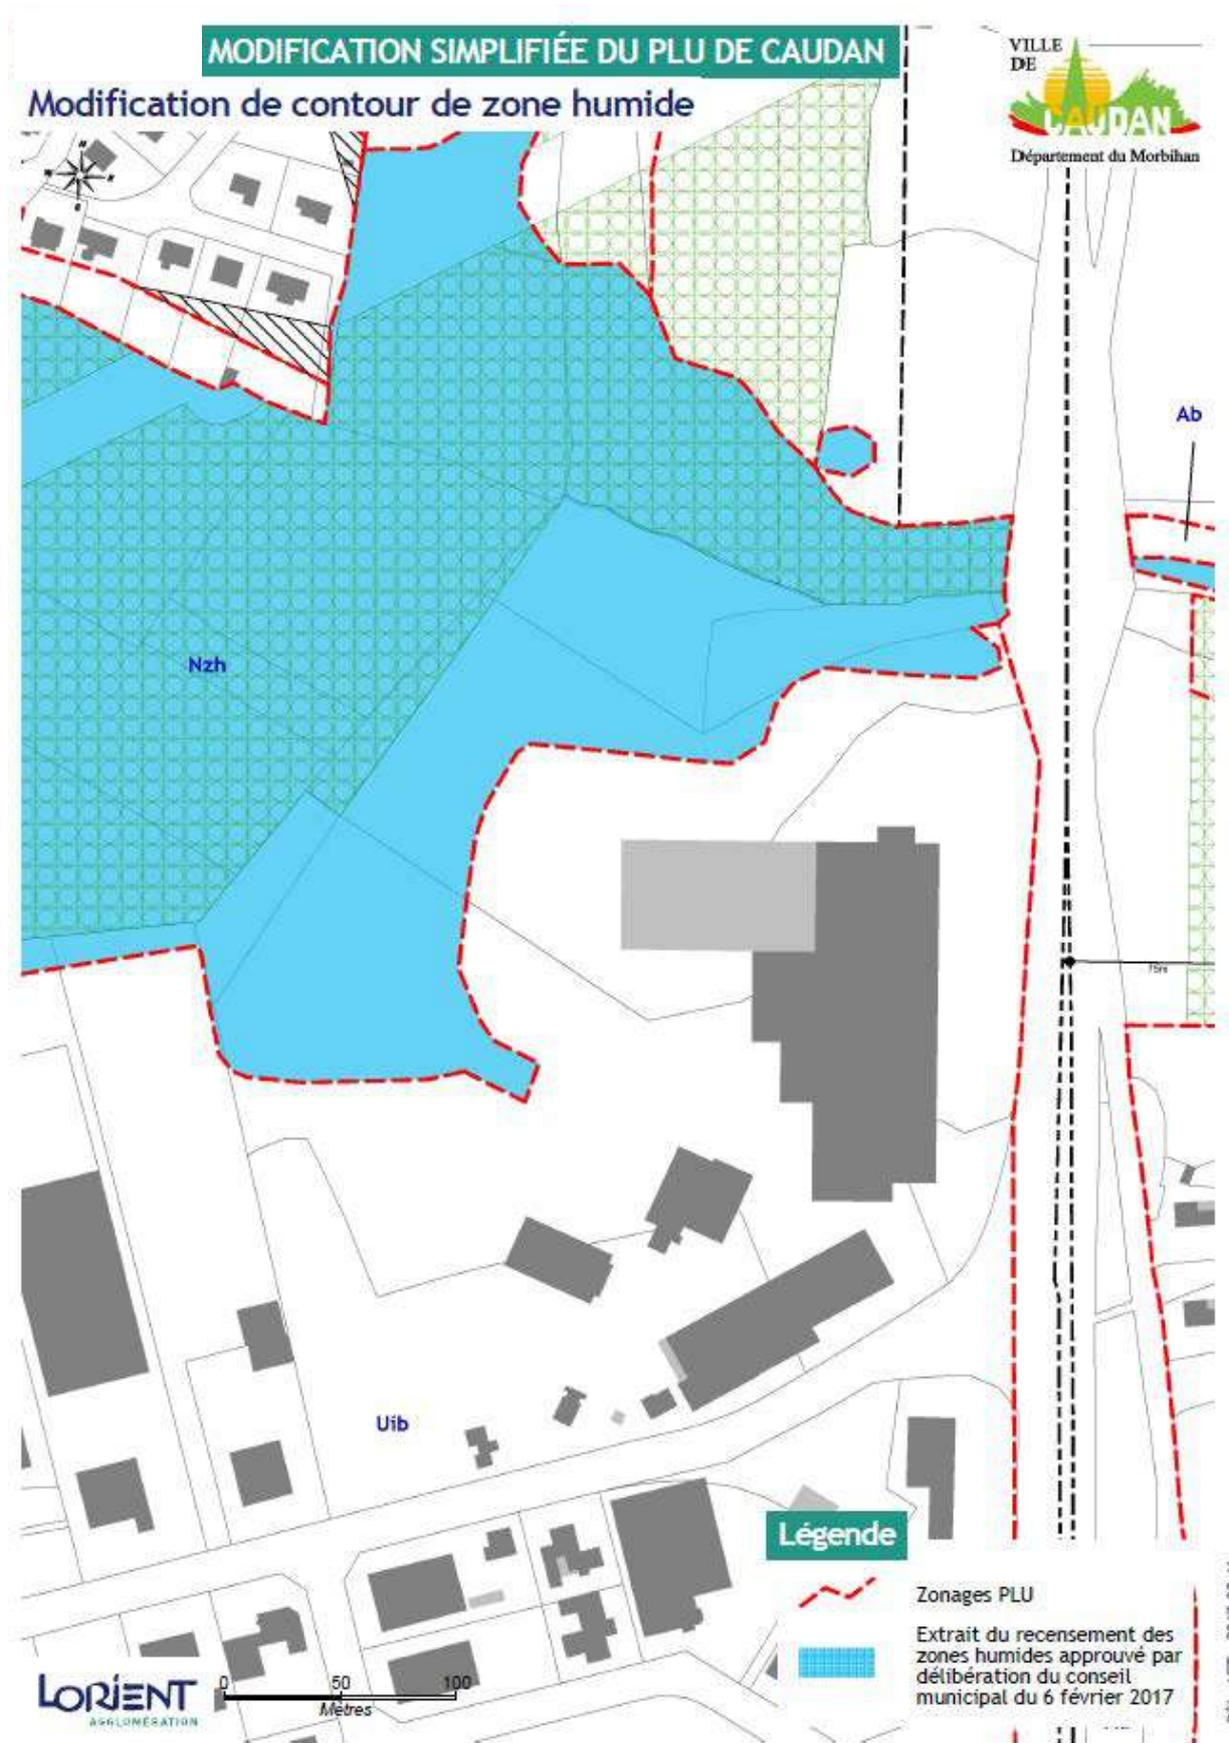 MODIFICATION SIMPLIFIÉE DU PLU DE CAUDAN
Modification de contour de zone humide
VILLE
DE
CAUDAN
Département du Morbihan
Ab
Nzh
75m
Uib
Légende
Zonages PLU
Extrait du recensement des
zones humides approuvé par
délibération du conseil
municipal du 6 février 2017
LORIENT
AGGLOMÉRATION
0 50 100
Mètres